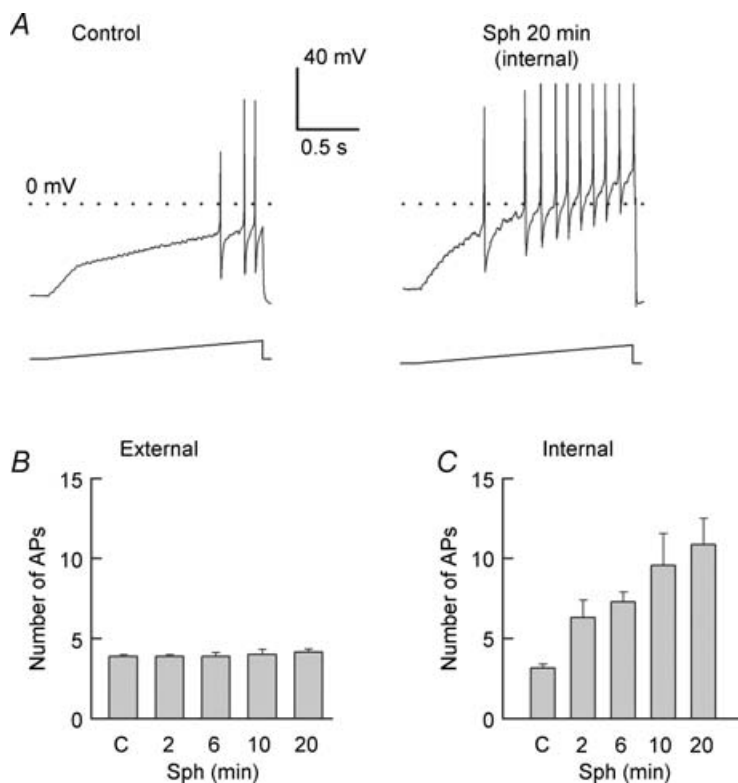 A
Control
40 mV
0.5 s
Sph 20 min
(internal)
0 mV
B
External
Number of APs
15
10
5
0
C 2 6 10 20
Sph (min)
C
Internal
Number of APs
15
10
5
0
C 2 6 10 20
Sph (min)